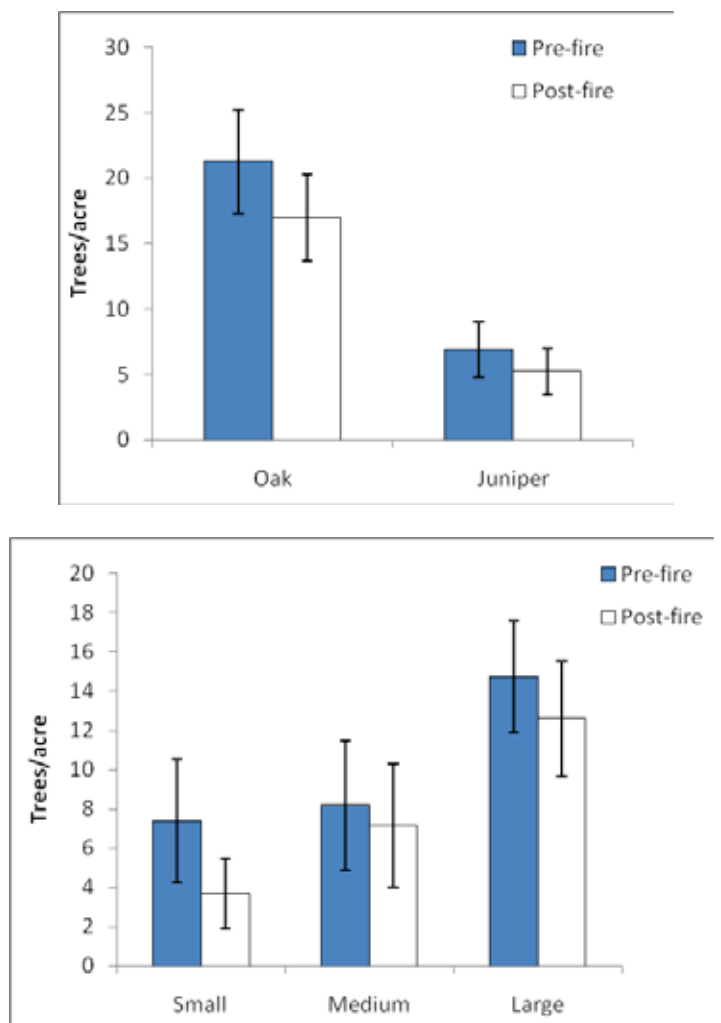 30
25
20
15
10
5
0
Trees/acre
Pre-fire
Post-fire
Oak Juniper
20
18
16
14
12
10
8
6
4
2
0
Trees/acre
Pre-fire
Post-fire
Small Medium Large